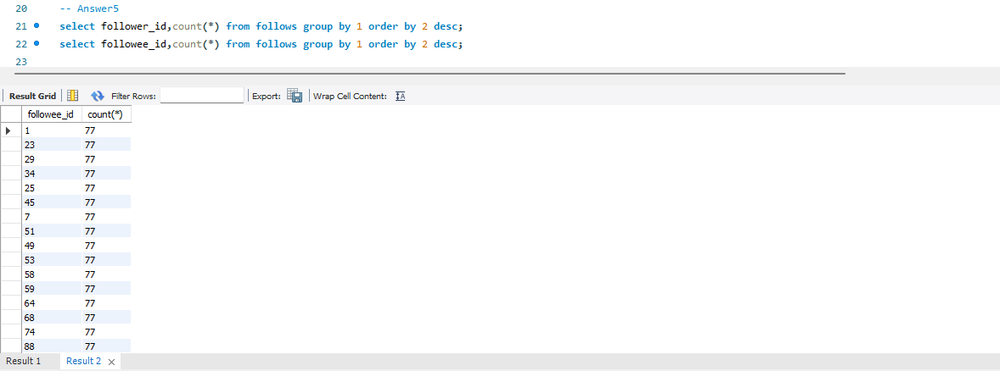 20 -- Answer5
21 select follower_id,count(*) from follows group by 1 order by 2 desc;
22 select followee_id,count(*) from follows group by 1 order by 2 desc;
23
Result Grid Filter Rows: Export: Wrap Cell Content: IA
followee_id count(*)
1 77
23 77
29 77
34 77
25 77
45 77
7 77
51 77
49 77
53 77
58 77
59 77
64 77
68 77
74 77
88 77
Result 1 Result 2 ×